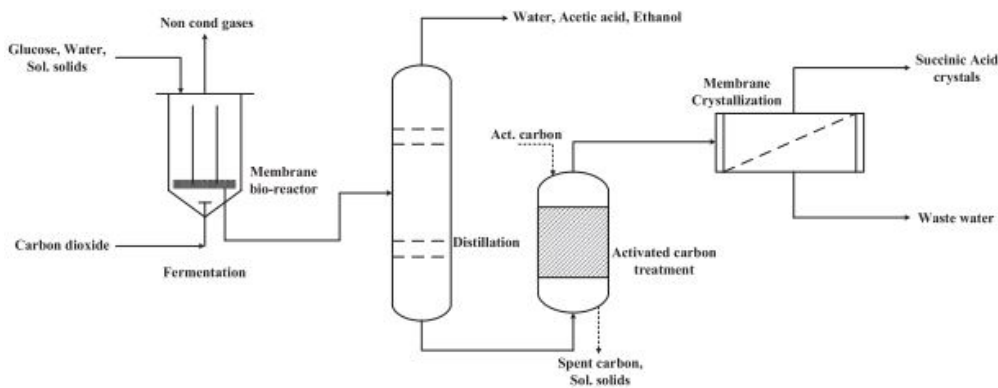 Non cond gases
Water, Acetic acid, Ethanol
Glucose, Water,
Sol. solids
Succinic Acid
crystals
Membrane
Crystallization
Act. carbon
Membrane
bio-reactor
Carbon dioxide
Fermentation
Distillation
Activated carbon
treatment
Waste water
Spent carbon,
Sol. solids